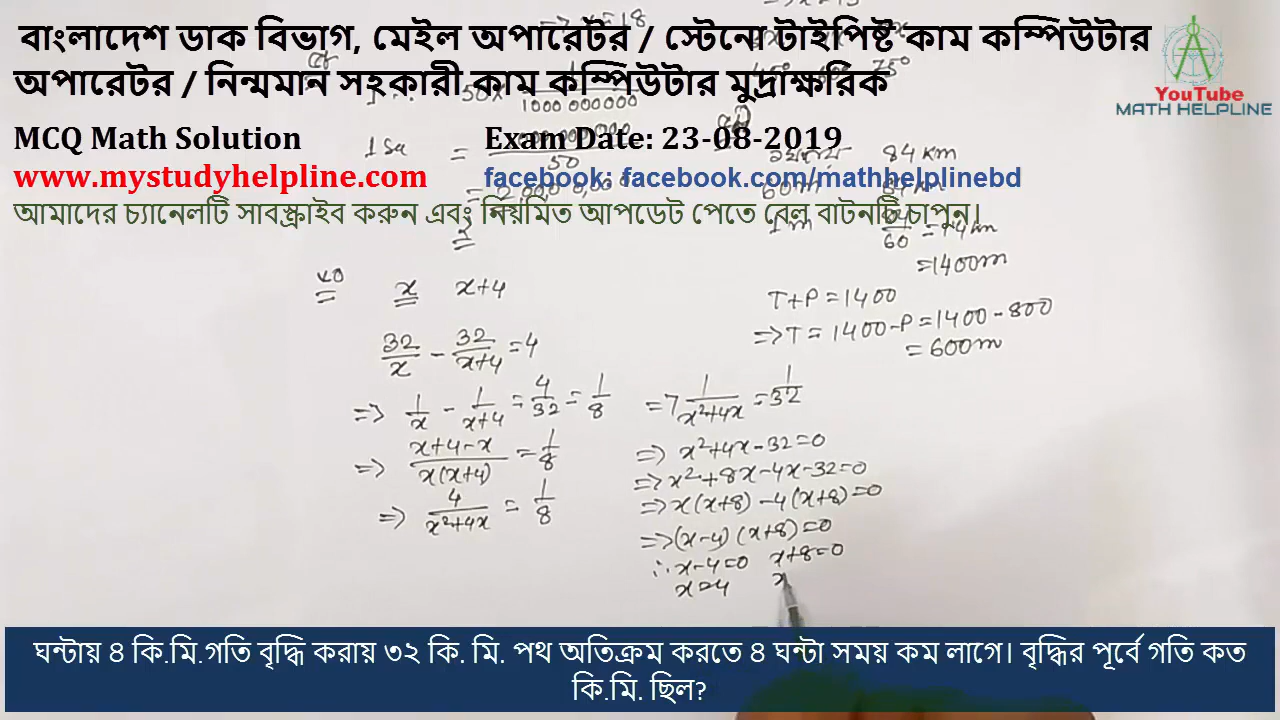 বাংলাদেশ ডাক বিভাগ, মেইল অপারেটর / স্টেনো টাইপিষ্ট কাম কম্পিউটার
অপারেটর / নিন্মমান সহকারী কাম কম্পিউটার মুদ্রাক্ষরিক
YouTube
MATH HELPLINE
MCQ Math Solution
Exam Date: 23-08-2019
www.mystudyhelpline.com
facebook: facebook.com/mathhelplinebd
আমাদের চ্যানেলটি সাবস্ক্রাইব করুন এবং নিয়মিত আপডেট পেতে বেল বাটনটি চাপুন।
84 km
= 1400m
x x+4
32/x - 32/x+4 = 4
=> 1/x - 1/x+4 = 4/32 = 1/8
=> x+4-x/x(x+4) = 1/8
=> 4/x²+4x = 1/8
T+P = 1400
=> T = 1400-P = 1400-800
= 600m
=> 1/x²+4x = 1/32
=> x²+4x-32=0
=> x²+8x-4x-32=0
=> x(x+8)-4(x+8)=0
=> (x-4)(x+8)=0
∴ x-4=0 x+8=0
x=4 x
ঘন্টায় ৪ কি.মি.গতি বৃদ্ধি করায় ৩২ কি. মি. পথ অতিক্রম করতে ৪ ঘন্টা সময় কম লাগে। বৃদ্ধির পূর্বে গতি কত
কি.মি. ছিল?